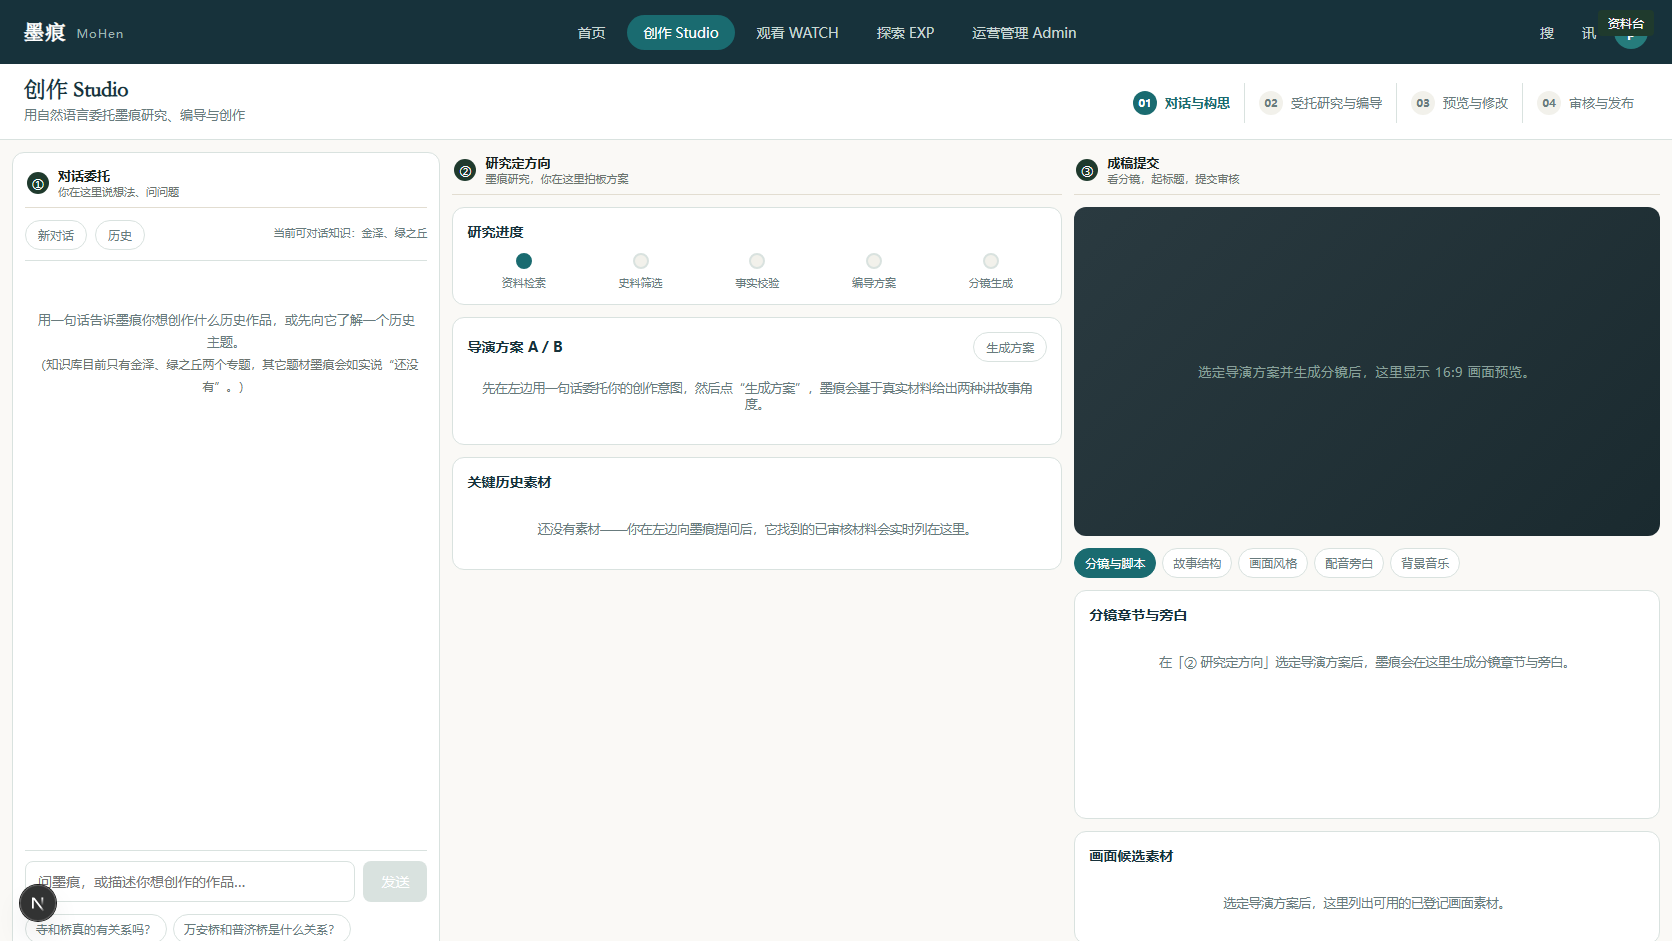 墨痕 MoHen
首页
创作 Studio
观看 WATCH
探索 EXP
运营管理 Admin
搜
讯
资料台
创作 Studio
用自然语言委托墨痕研究、编导与创作
01 对话与构思
02 受托研究与编导
03 预览与修改
04 审核与发布
① 对话委托
你在这里说想法、问问题
新对话
历史
当前可对话知识：金泽、绿之丘
用一句话告诉墨痕你想创作什么历史作品，或先向它了解一个历史
主题。
（知识库目前只有金泽、绿之丘两个专题，其它题材墨痕会如实说“还没
有”。）
问墨痕，或描述你想创作的作品...
发送
N
寺和桥真的有关系吗？
万安桥和普济桥是什么关系？
② 研究定方向
墨痕研究，你在这里拍板方案
研究进度
资料检索
史料筛选
事实校验
编导方案
分镜生成
导演方案 A / B
生成方案
先在左边用一句话委托你的创作意图，然后点“生成方案”，墨痕会基于真实材料给出两种讲故事角
度。
关键历史素材
还没有素材——你在左边向墨痕提问后，它找到的已审核材料会实时列在这里。
③ 成稿提交
看分镜，起标题，提交审核
选定导演方案并生成分镜后，这里显示 16:9 画面预览。
分镜与脚本
故事结构
画面风格
配音旁白
背景音乐
分镜章节与旁白
在「② 研究定方向」选定导演方案后，墨痕会在这里生成分镜章节与旁白。
画面候选素材
选定导演方案后，这里列出可用的已登记画面素材。